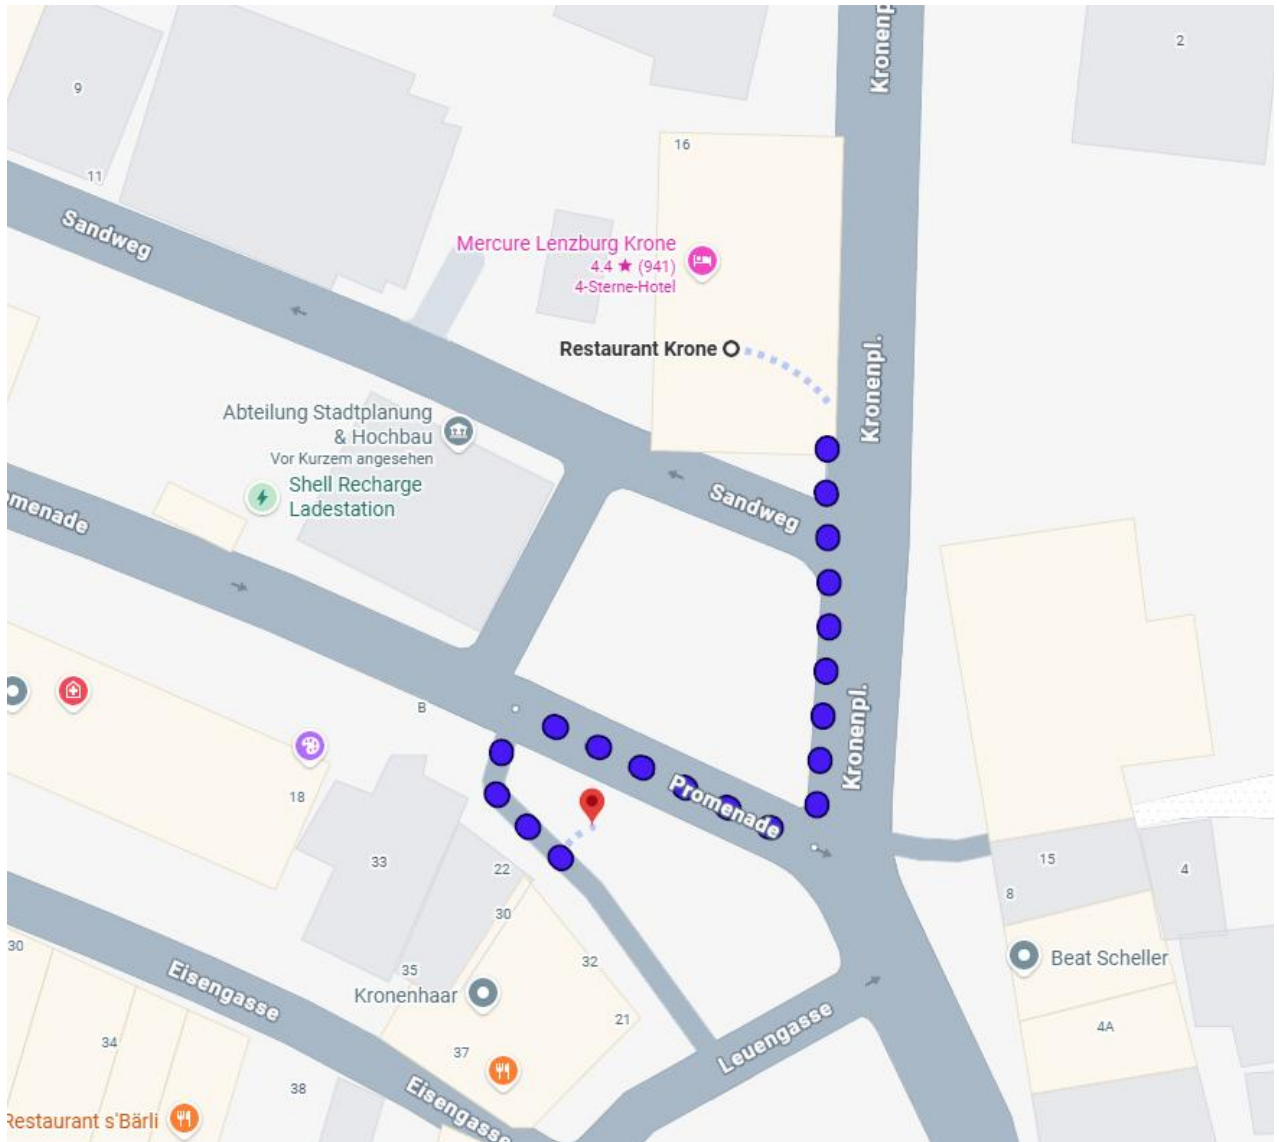 Kronenp
2
9
16
11
Sandweg
Mercure Lenzburg Krone
4.4 ★ (941)
4-Sterne-Hotel
Restaurant Krone
Kronenpl.
Abteilung Stadtplanung
& Hochbau
Vor Kurzem angesehen
Shell Recharge
Ladestation
Sandweg
omenade
B
Kronenpl.
18
Promenade
33
22
15
4
8
30
30
32
35
Beat Scheller
Eisengasse
Kronenhaar
21
4A
Leuengasse
34
37
38
Eisengasse
Restaurant s'Bärli